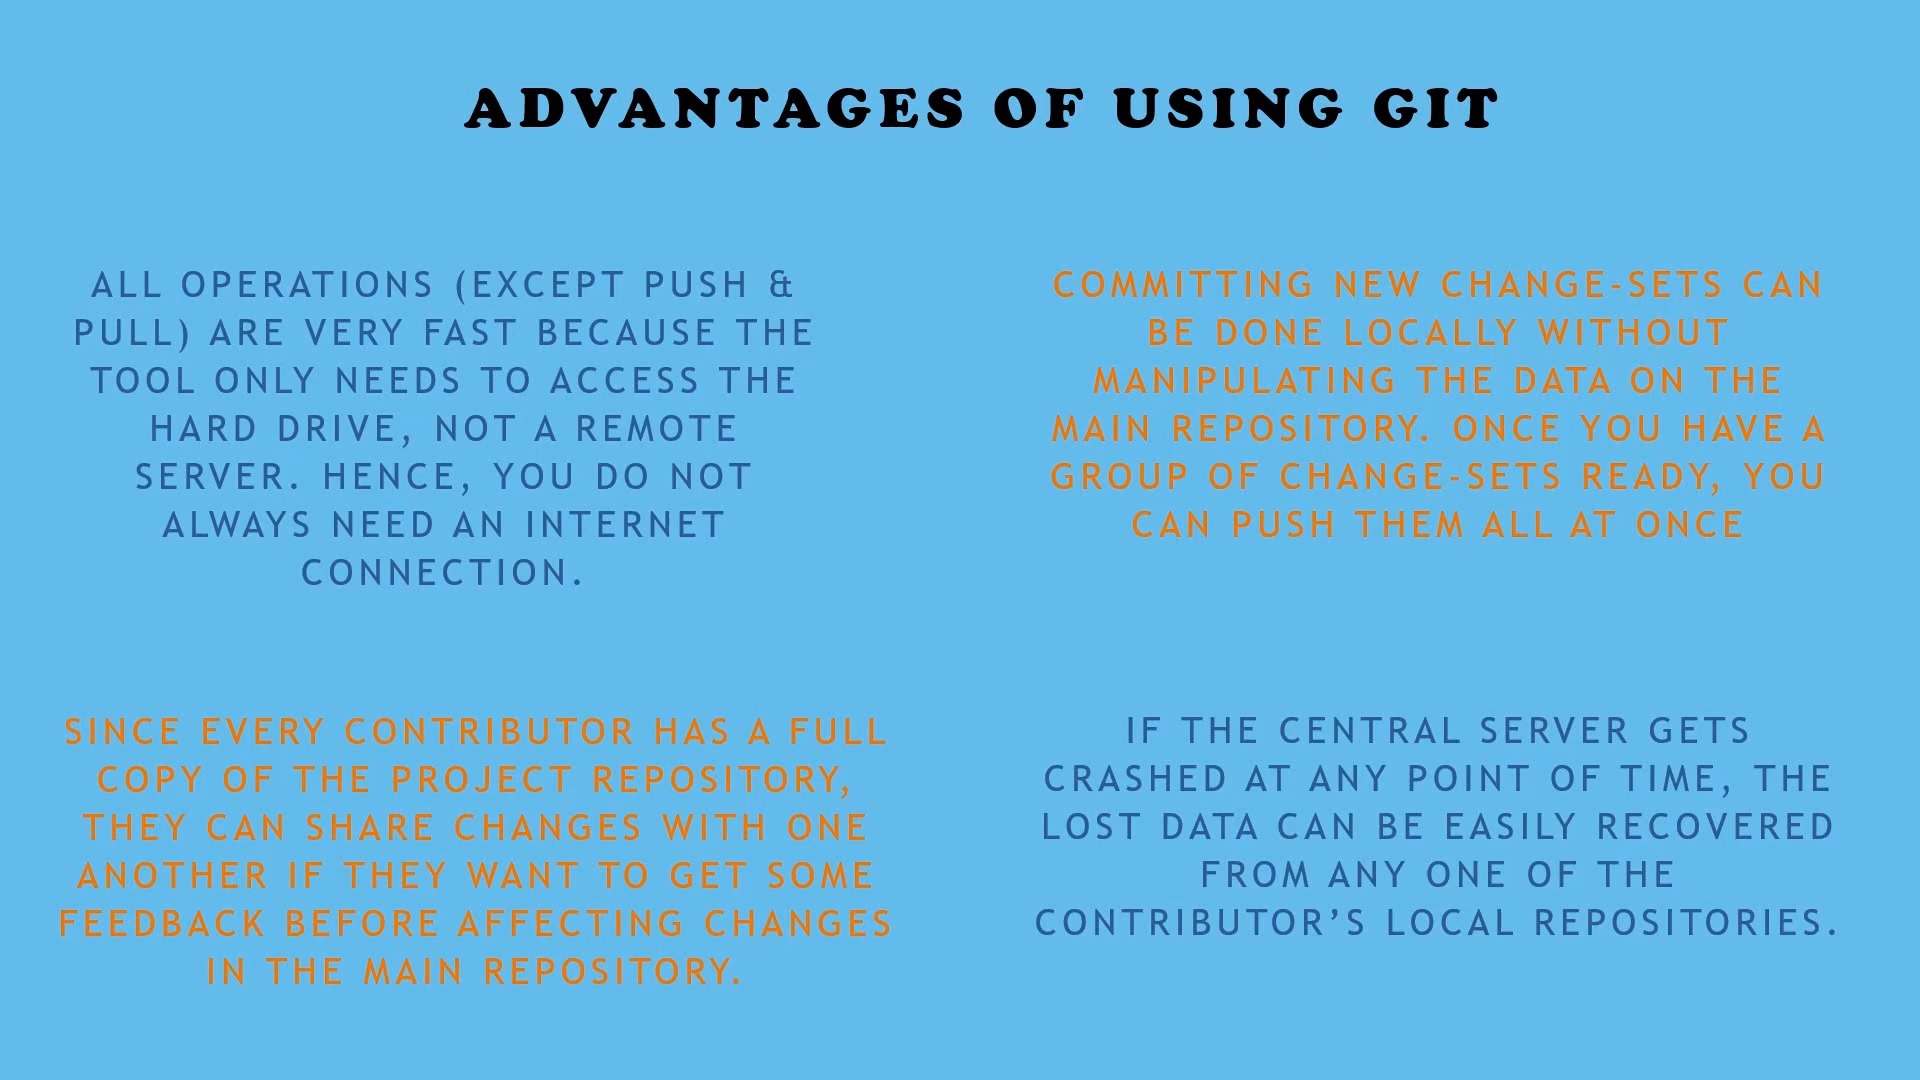 ADVANTAGES OF USING GIT
ALL OPERATIONS (EXCEPT PUSH &
PULL) ARE VERY FAST BECAUSE THE
TOOL ONLY NEEDS TO ACCESS THE
HARD DRIVE, NOT A REMOTE
SERVER. HENCE, YOU DO NOT
ALWAYS NEED AN INTERNET
CONNECTION.
COMMITTING NEW CHANGE-SETS CAN
BE DONE LOCALLY WITHOUT
MANIPULATING THE DATA ON THE
MAIN REPOSITORY. ONCE YOU HAVE A
GROUP OF CHANGE-SETS READY, YOU
CAN PUSH THEM ALL AT ONCE
SINCE EVERY CONTRIBUTOR HAS A FULL
COPY OF THE PROJECT REPOSITORY,
THEY CAN SHARE CHANGES WITH ONE
ANOTHER IF THEY WANT TO GET SOME
FEEDBACK BEFORE AFFECTING CHANGES
IN THE MAIN REPOSITORY.
IF THE CENTRAL SERVER GETS
CRASHED AT ANY POINT OF TIME, THE
LOST DATA CAN BE EASILY RECOVERED
FROM ANY ONE OF THE
CONTRIBUTOR’S LOCAL REPOSITORIES.